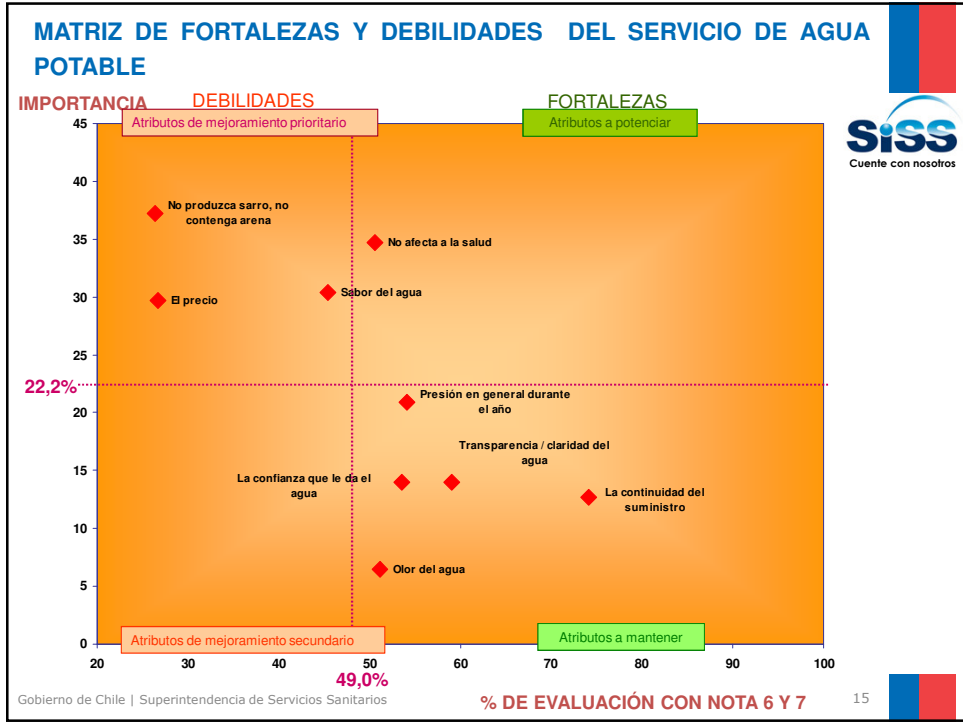 MATRIZ DE FORTALEZAS Y DEBILIDADES DEL SERVICIO DE AGUA
POTABLE
IMPORTANCIA
DEBILIDADES
FORTALEZAS
Atributos de mejoramiento prioritario
Atributos a potenciar
SiSS
Cuente con nosotros
45
40
35
30
25
22,2%
20
15
10
5
0
No produzca sarro, no
contenga arena
No afecta a la salud
El precio
Sabor del agua
Presión en general durante
el año
Transparencia / claridad del
agua
La confianza que le da el
agua
La continuidad del
suministro
Olor del agua
Atributos de mejoramiento secundario
Atributos a mantener
20 30 40 50 60 70 80 90 100
49,0%
% DE EVALUACIÓN CON NOTA 6 Y 7
Gobierno de Chile | Superintendencia de Servicios Sanitarios
15